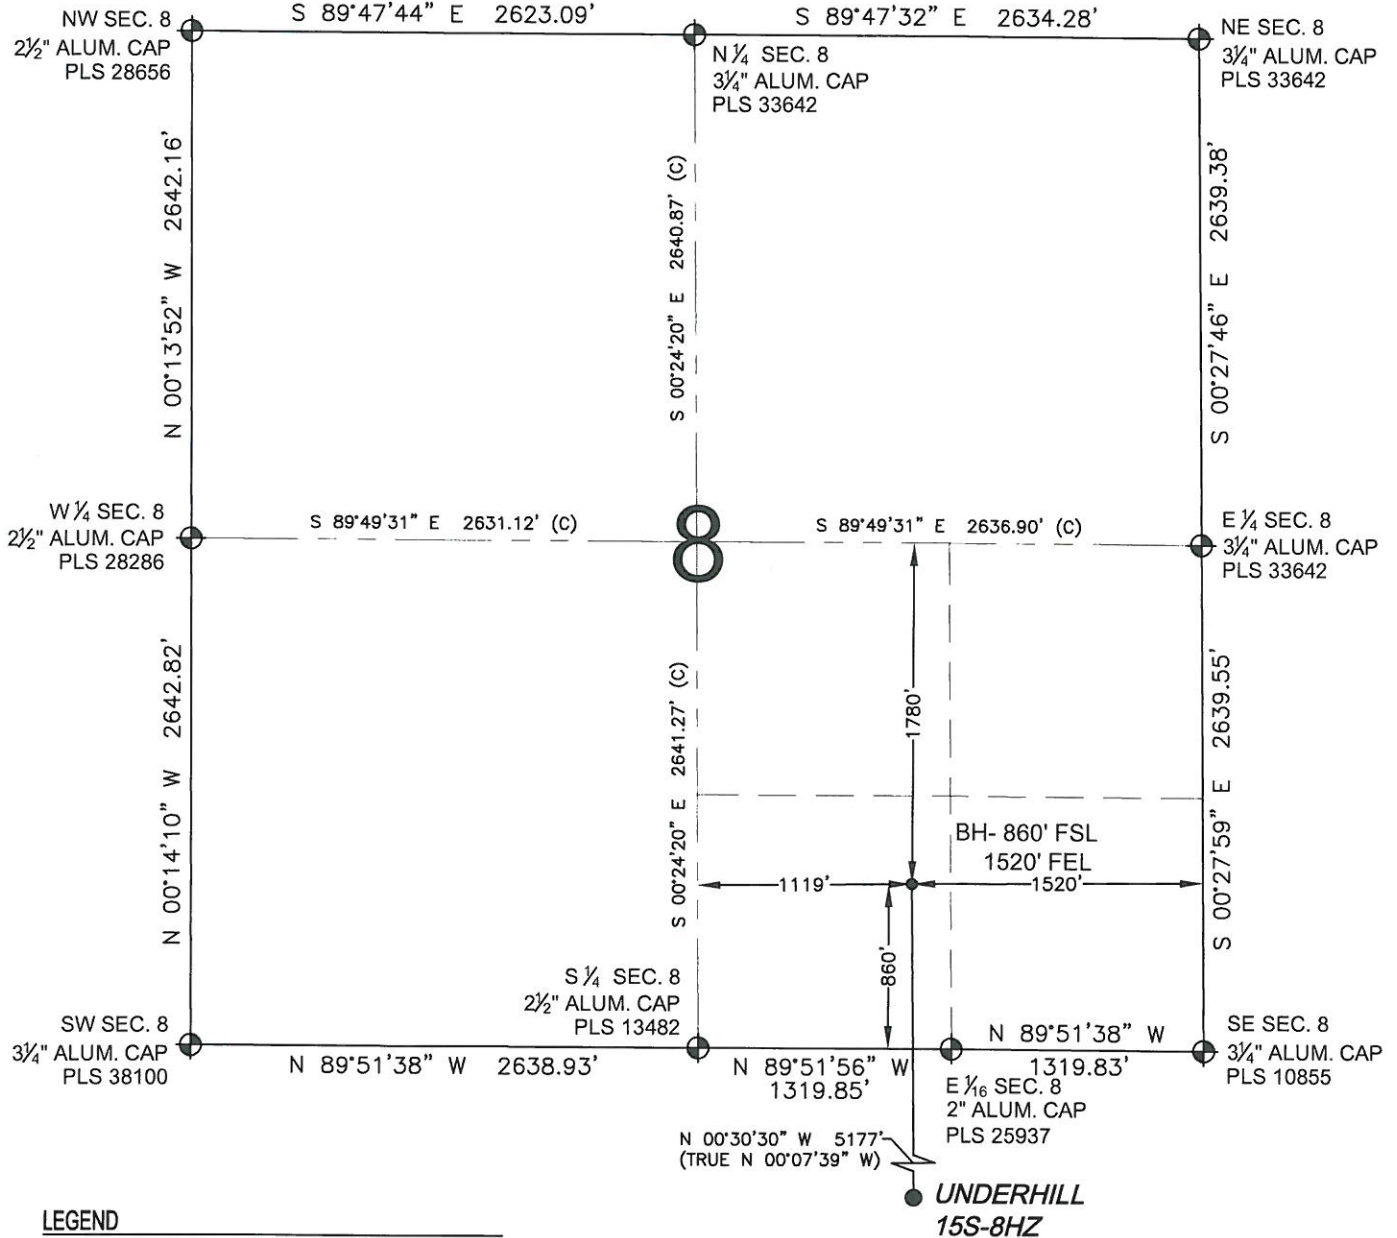 S 89°47'44" E 2623.09'
S 89°47'32" E 2634.28'
NW SEC. 8
2½" ALUM. CAP
PLS 28656
N ¼ SEC. 8
3¼" ALUM. CAP
PLS 33642
NE SEC. 8
3¼" ALUM. CAP
PLS 33642
N 00°13'52" W 2642.16'
S 00°24'20" E 2640.87' (C)
S 00°27'46" E 2639.38'
W ¼ SEC. 8
2½" ALUM. CAP
PLS 28286
S 89°49'31" E 2631.12' (C)
8
S 89°49'31" E 2636.90' (C)
E ¼ SEC. 8
3¼" ALUM. CAP
PLS 33642
N 00°14'10" W 2642.82'
S 00°24'20" E 2641.27' (C)
1780'
S 00°27'59" E 2639.55'
BH- 860' FSL
1520' FEL
1119'
1520'
860'
S ¼ SEC. 8
2½" ALUM. CAP
PLS 13482
SW SEC. 8
3¼" ALUM. CAP
PLS 38100
N 89°51'38" W 2638.93'
N 89°51'56" W
1319.85'
N 89°51'38" W
1319.83'
SE SEC. 8
3¼" ALUM. CAP
PLS 10855
E 1⁄16 SEC. 8
2" ALUM. CAP
PLS 25937
N 00°30'30" W 5177'
(TRUE N 00°07'39" W)
UNDERHILL
15S-8HZ
LEGEND